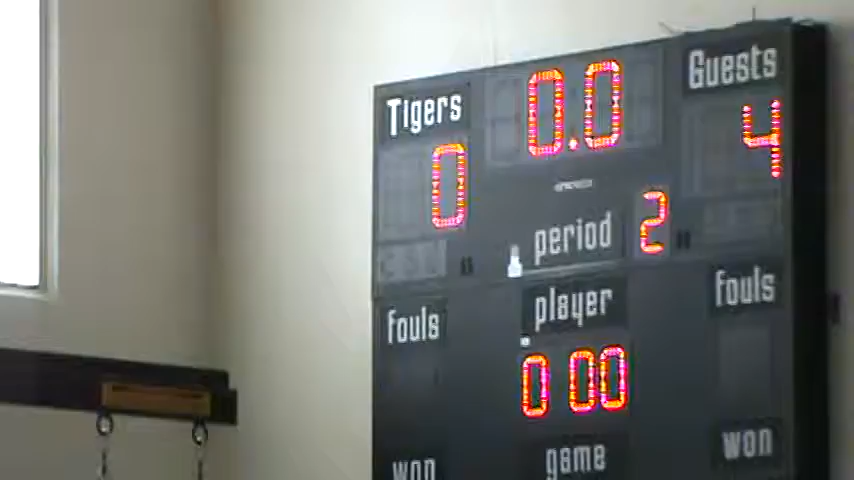 Tigers 0.0 Guests
0 4
period 2
fouls player fouls
0 00
won game won